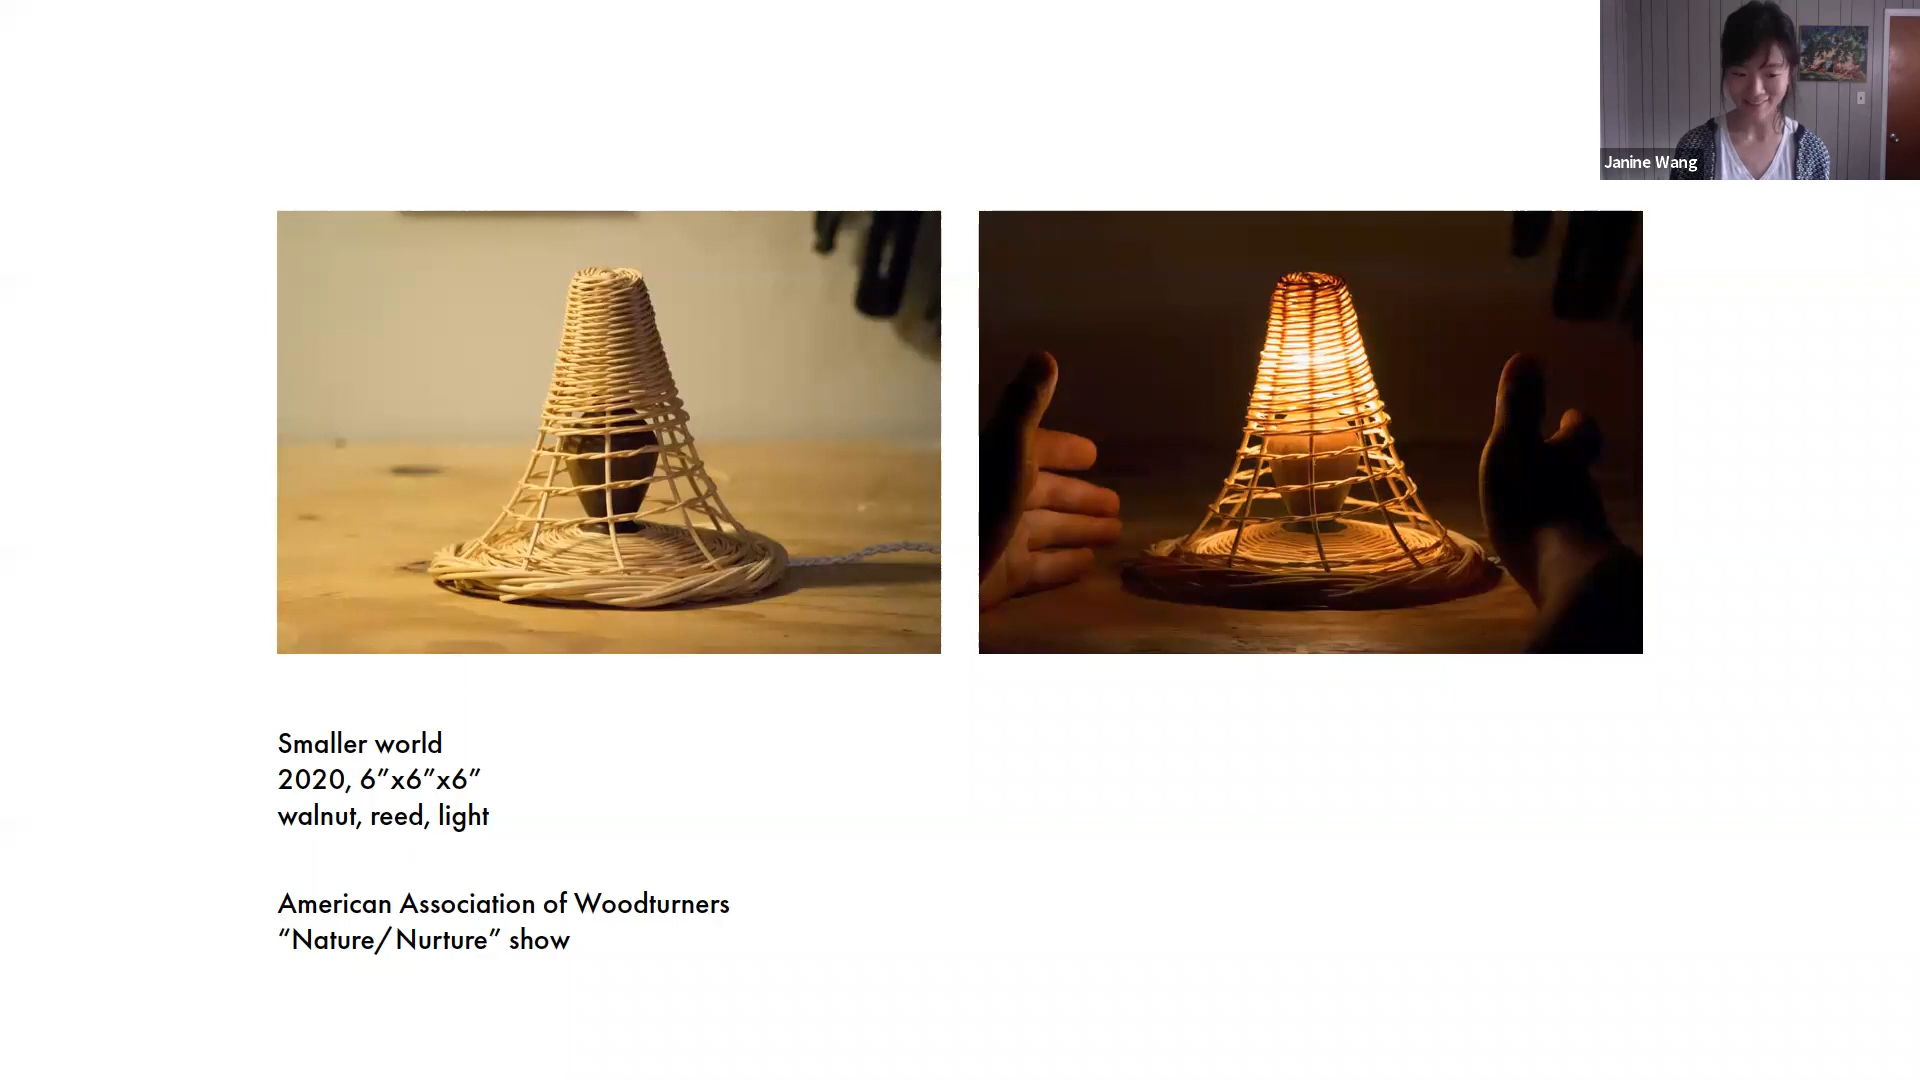 Janine Wang
Smaller world
2020, 6”x6”x6”
walnut, reed, light
American Association of Woodturners
“Nature/Nurture” show